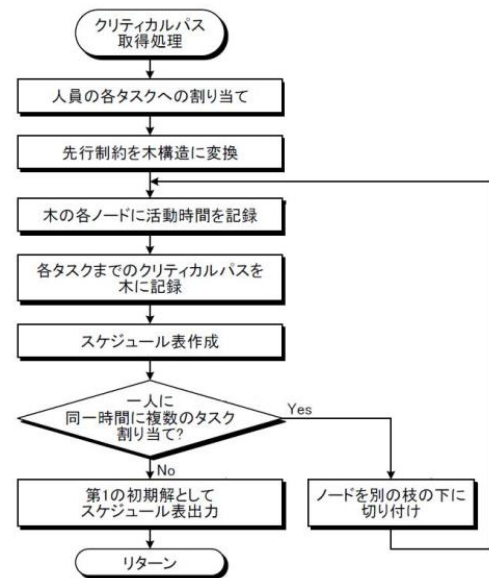 クリティカルパス
取得処理
人員の各タスクへの割り当て
先行制約を木構造に変換
木の各ノードに活動時間を記録
各タスクまでのクリティカルパスを
木に記録
スケジュール表作成
一人に
同一時間に複数のタスク
割り当て?
Yes
No
第1の初期解として
スケジュール表出力
ノードを別の枝の下に
切り付け
リターン